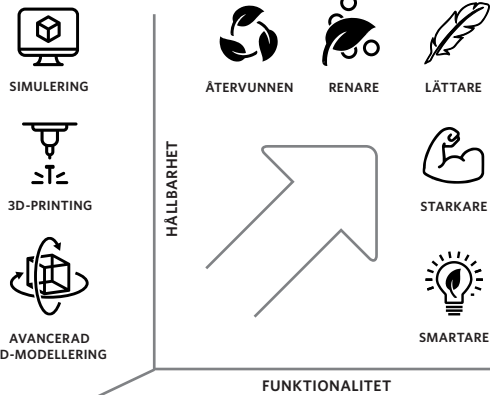 SIMULERING
ÅTERVUNNEN
RENARE
LÄTTARE
3D-PRINTING
HÅLLBARHET
STARKARE
AVANCERAD
D-MODELLERING
SMARTARE
FUNKTIONALITET